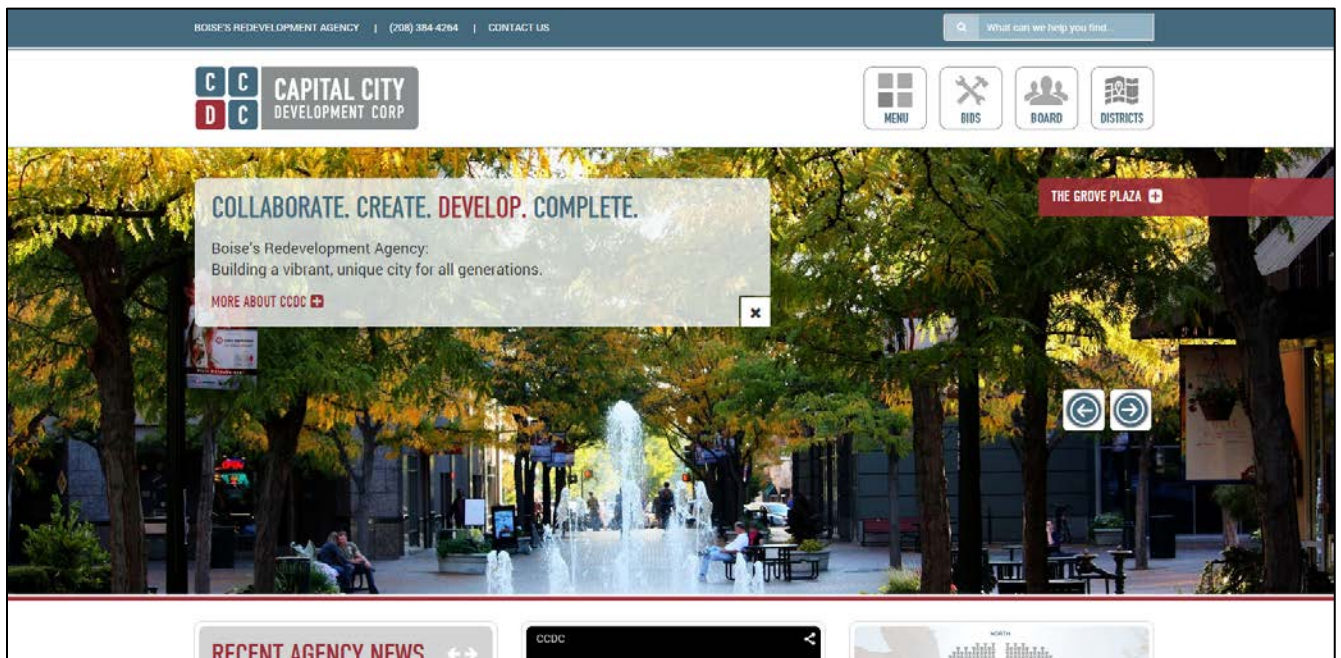 BOISE'S REDEVELOPMENT AGENCY | (208) 384-4264 | CONTACT US
What can we help you find...
C C
D C
CAPITAL CITY
DEVELOPMENT CORP
MENU
BIDS
BOARD
DISTRICTS
COLLABORATE. CREATE. DEVELOP. COMPLETE.
Boise's Redevelopment Agency:
Building a vibrant, unique city for all generations.
MORE ABOUT CCDC
THE GROVE PLAZA
OPEN
RECENT AGENCY NEWS
CCDC
NORTH